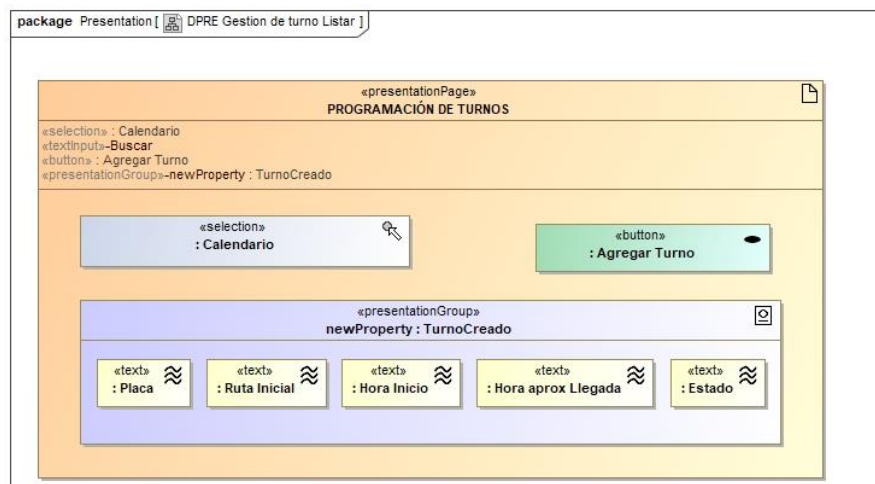 package Presentation [ DPRE Gestion de turno Listar ]
«presentationPage»
PROGRAMACIÓN DE TURNOS
«selection» : Calendario
«textInput»-Buscar
«button» : Agregar Turno
«presentationGroup»-newProperty : TurnoCreado
«selection»
: Calendario
«button»
: Agregar Turno
«presentationGroup»
newProperty : TurnoCreado
«text»
: Placa
«text»
: Ruta Inicial
«text»
: Hora Inicio
«text»
: Hora aprox Llegada
«text»
: Estado